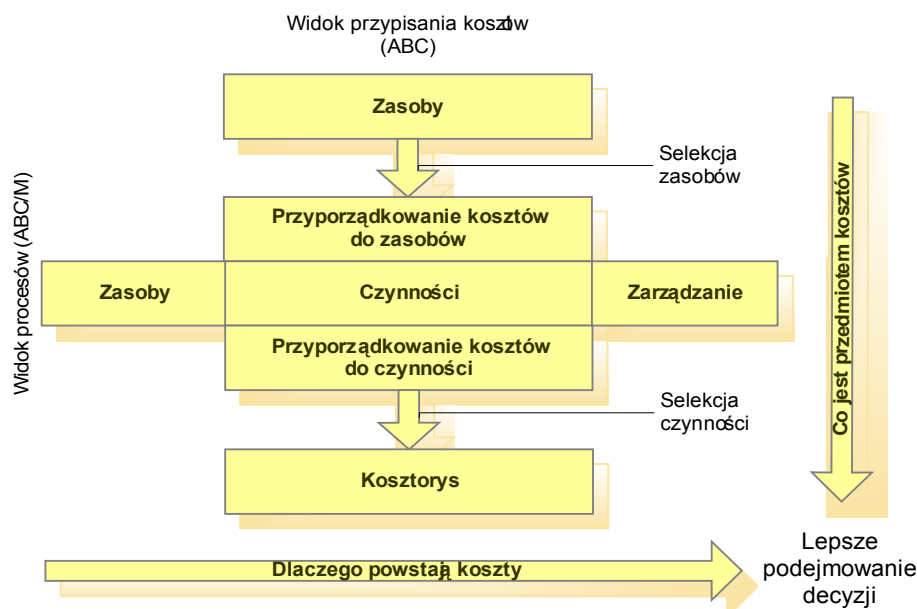 Widok przypisania kosztów
(ABC)
Zasoby
Selekcja
zasobów
Przyporządkowanie kosztów
do zasobów
Widok procesów (ABC/M)
Zasoby
Czynności
Zarządzanie
Przyporządkowanie kosztów
do czynności
Selekcja
czynności
Kosztorys
Co jest przedmiotem kosztów
Dlaczego powstają koszty
Lepsze
podejmowanie
decyzji